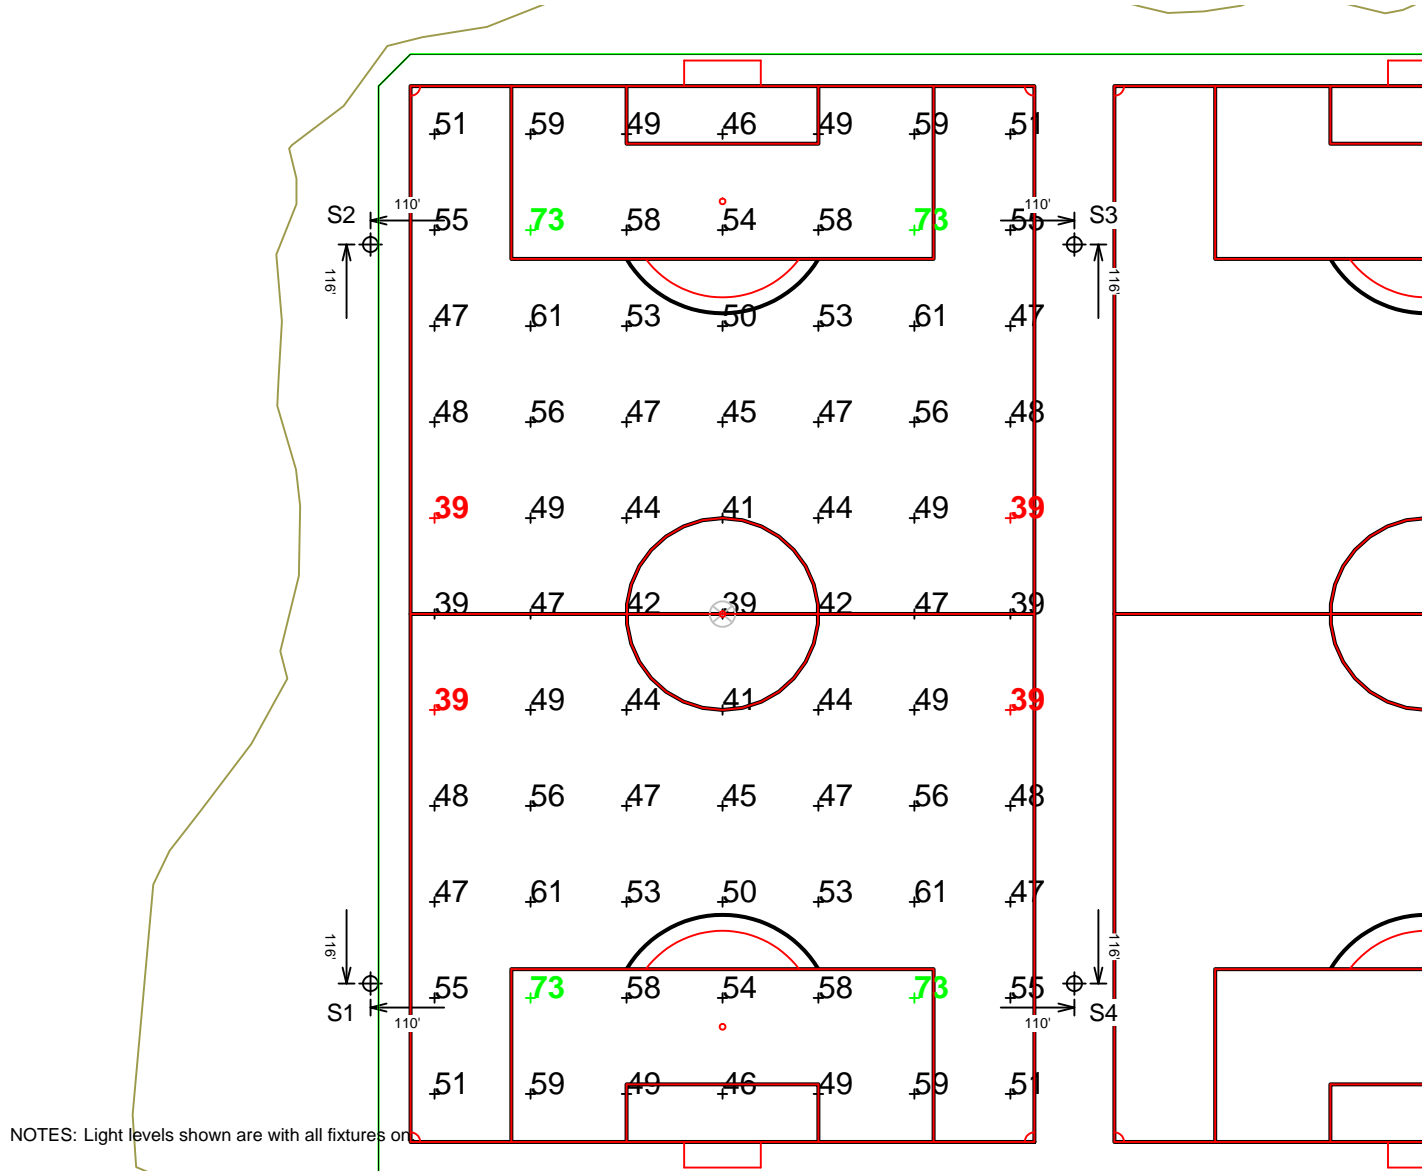 51 59 49 46 49 59 51
S2 110' 55 73 58 54 58 73 55 110' S3
116' 116'
47 61 53 50 53 61 47
48 56 47 45 47 56 48
39 49 44 41 44 49 39
39 47 42 39 42 47 39
39 49 44 41 44 49 39
48 56 47 45 47 56 48
47 61 53 50 53 61 47
116' 116'
55 73 58 54 58 73 55
S1 110' 110' S4
51 59 49 46 49 59 51
NOTES: Light levels shown are with all fixtures on